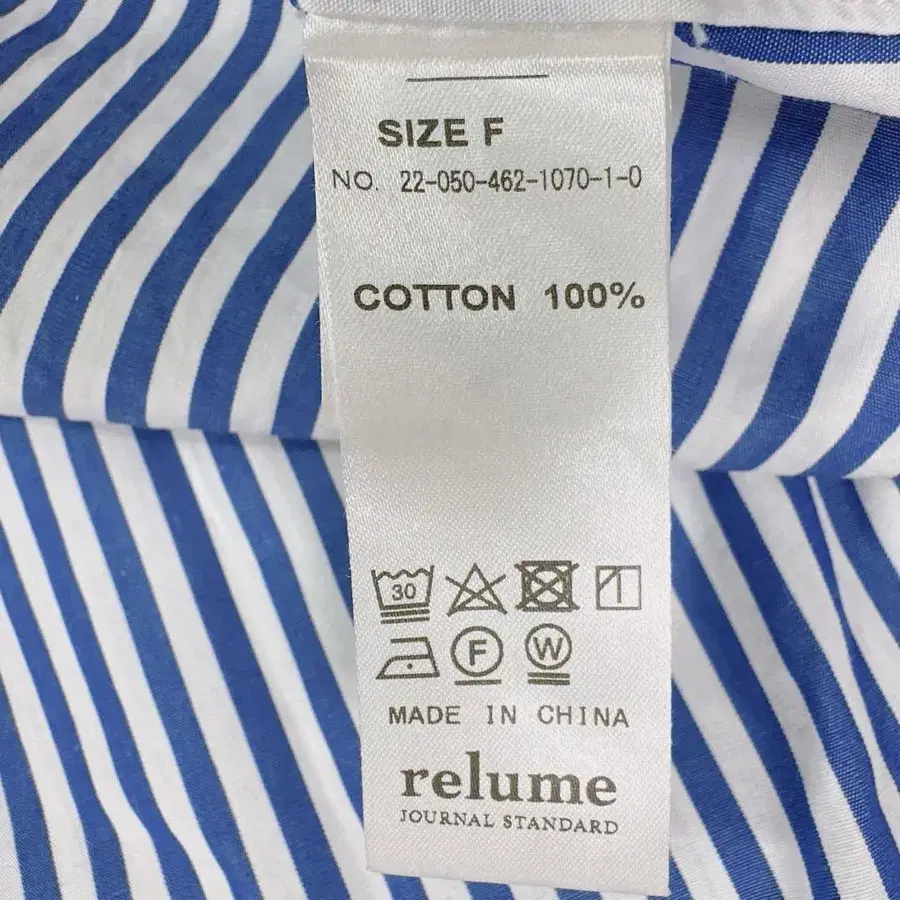 SIZE F
NO. 22-050-462-1070-1-0
COTTON 100%
30
F W
MADE IN CHINA
relume
JOURNAL STANDARD